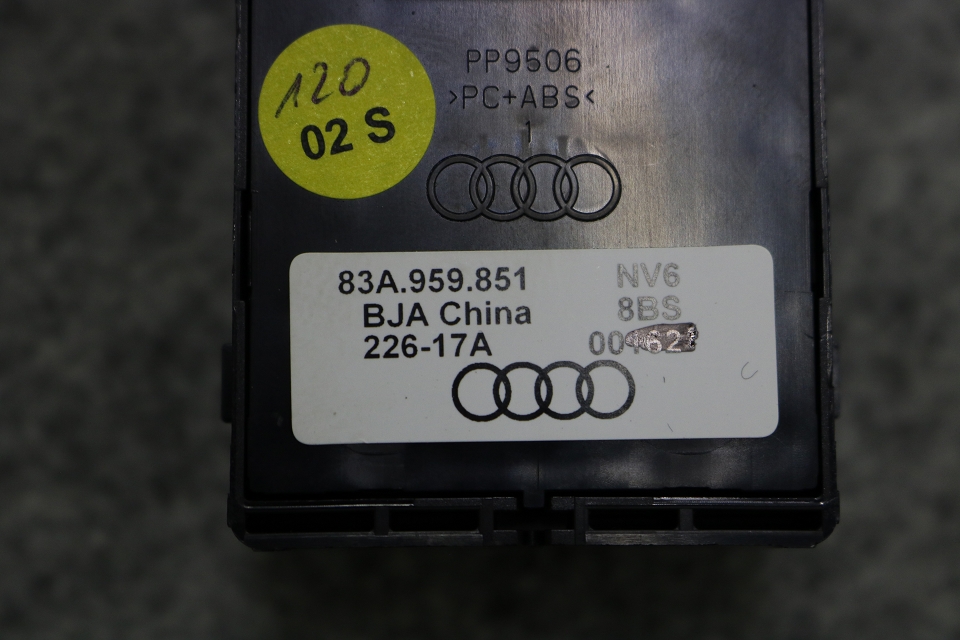 120
02 S
PP9506
>PC+ABS<
1
83A.959.851
BJA China
226-17A
NV6
8BS